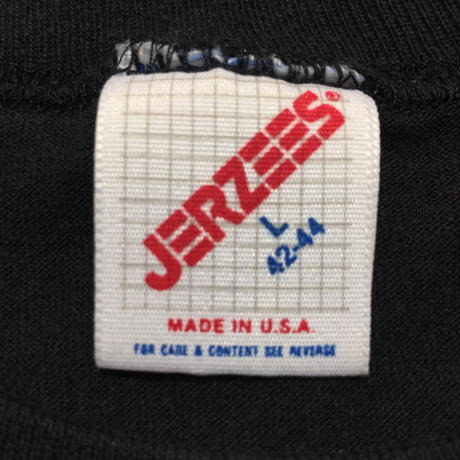 JERZEES®
L
42-44
MADE IN U.S.A.
FOR CARE & CONTENT SEE REVERSE